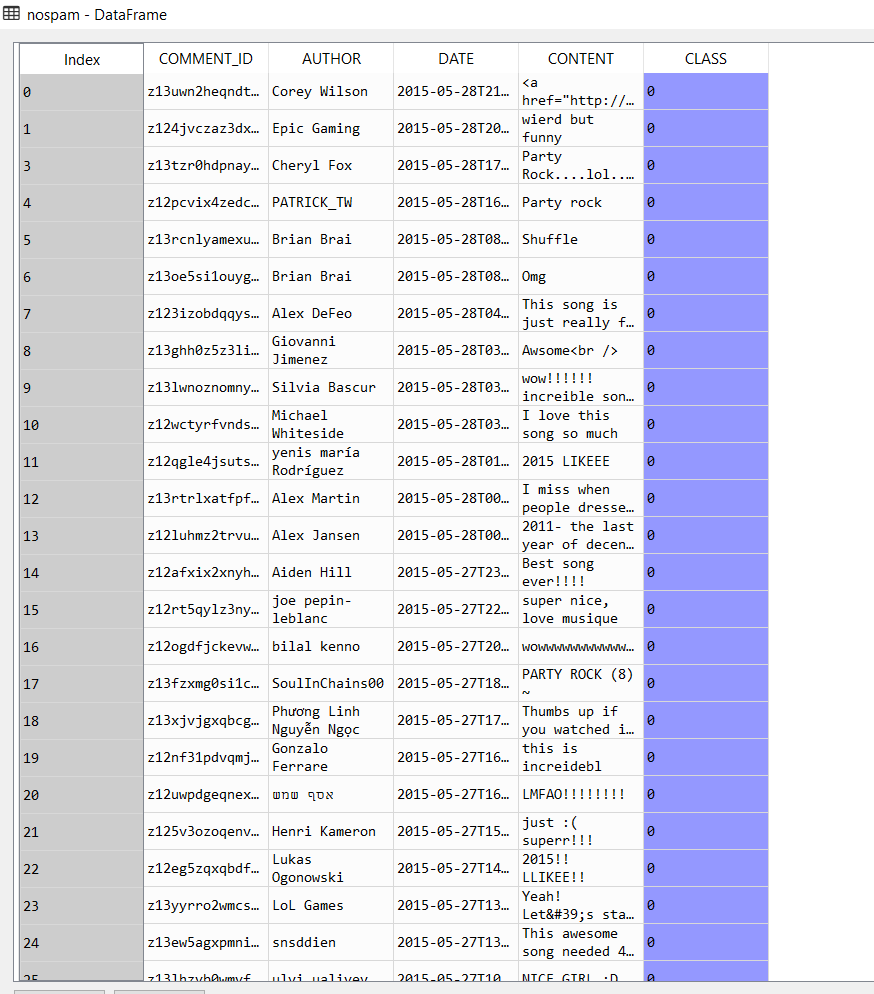 nospam - DataFrame
Index COMMENT_ID AUTHOR DATE CONTENT CLASS
0 z13uwn2heqndt… Corey Wilson 2015-05-28T21… <a href="http://… 0
1 z124jvczaz3dx… Epic Gaming 2015-05-28T20… wierd but funny 0
3 z13tzr0hdpnay… Cheryl Fox 2015-05-28T17… Party Rock....lol..… 0
4 z12pcvix4zedc… PATRICK_TW 2015-05-28T16… Party rock 0
5 z13rcnlyamexu… Brian Brai 2015-05-28T08… Shuffle 0
6 z13oe5si1ouyg… Brian Brai 2015-05-28T08… Omg 0
7 z123izobdqqys… Alex DeFeo 2015-05-28T04… This song is just really f… 0
8 z13ghh0z5z3li… Giovanni Jimenez 2015-05-28T03… Awsome<br /> 0
9 z13lwnoznomny… Silvia Bascur 2015-05-28T03… wow!!!!!! increible son… 0
10 z12wctyrfvnds… Michael Whiteside 2015-05-28T03… I love this song so much 0
11 z12qgle4jsuts… yenis maría Rodríguez 2015-05-28T01… 2015 LIKEEE 0
12 z13rtrlxatfpf… Alex Martin 2015-05-28T00… I miss when people dresse… 0
13 z12luhmz2trvu… Alex Jansen 2015-05-28T00… 2011- the last year of decen… 0
14 z12afxix2xnyh… Aiden Hill 2015-05-27T23… Best song ever!!!! 0
15 z12rt5qylz3ny… joe pepin-leblanc 2015-05-27T22… super nice, love musique 0
16 z12ogdfjckevw… bilal kenno 2015-05-27T20… wowwwwwwwwwww… 0
17 z13fzxmg0si1c… SoulInChains00 2015-05-27T18… PARTY ROCK (8) ~ 0
18 z13xjvjgxqbcg… Phương Linh Nguyễn Ngọc 2015-05-27T17… Thumbs up if you watched i… 0
19 z12nf31pdvqmj… Gonzalo Ferrare 2015-05-27T16… this is increidebl 0
20 z12uwpdgeqnex… אסף שמש 2015-05-27T16… LMFAO!!!!!!!! 0
21 z125v3ozoqenv… Henri Kameron 2015-05-27T15… just :( superr!!! 0
22 z12eg5zqxqbdf… Lukas Ogonowski 2015-05-27T14… 2015!! LLIKEE!! 0
23 z13yyrro2wmcs… LoL Games 2015-05-27T13… Yeah! Let&#39;s sta… 0
24 z13ew5agxpmni… snsddien 2015-05-27T13… This awesome song needed 4… 0
25 2015-05-27T10… NICE GIRL :D 0